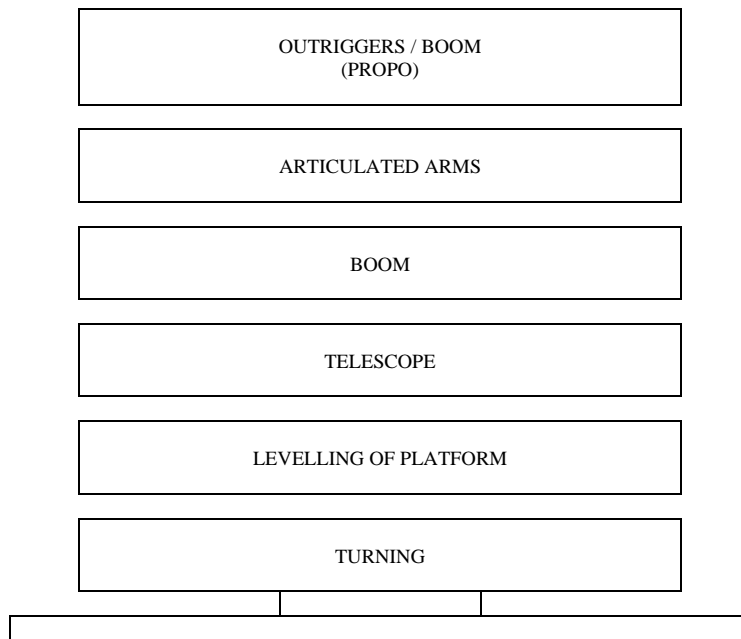 OUTRIGGERS / BOOM
(PROPO)
ARTICULATED ARMS
BOOM
TELESCOPE
LEVELLING OF PLATFORM
TURNING